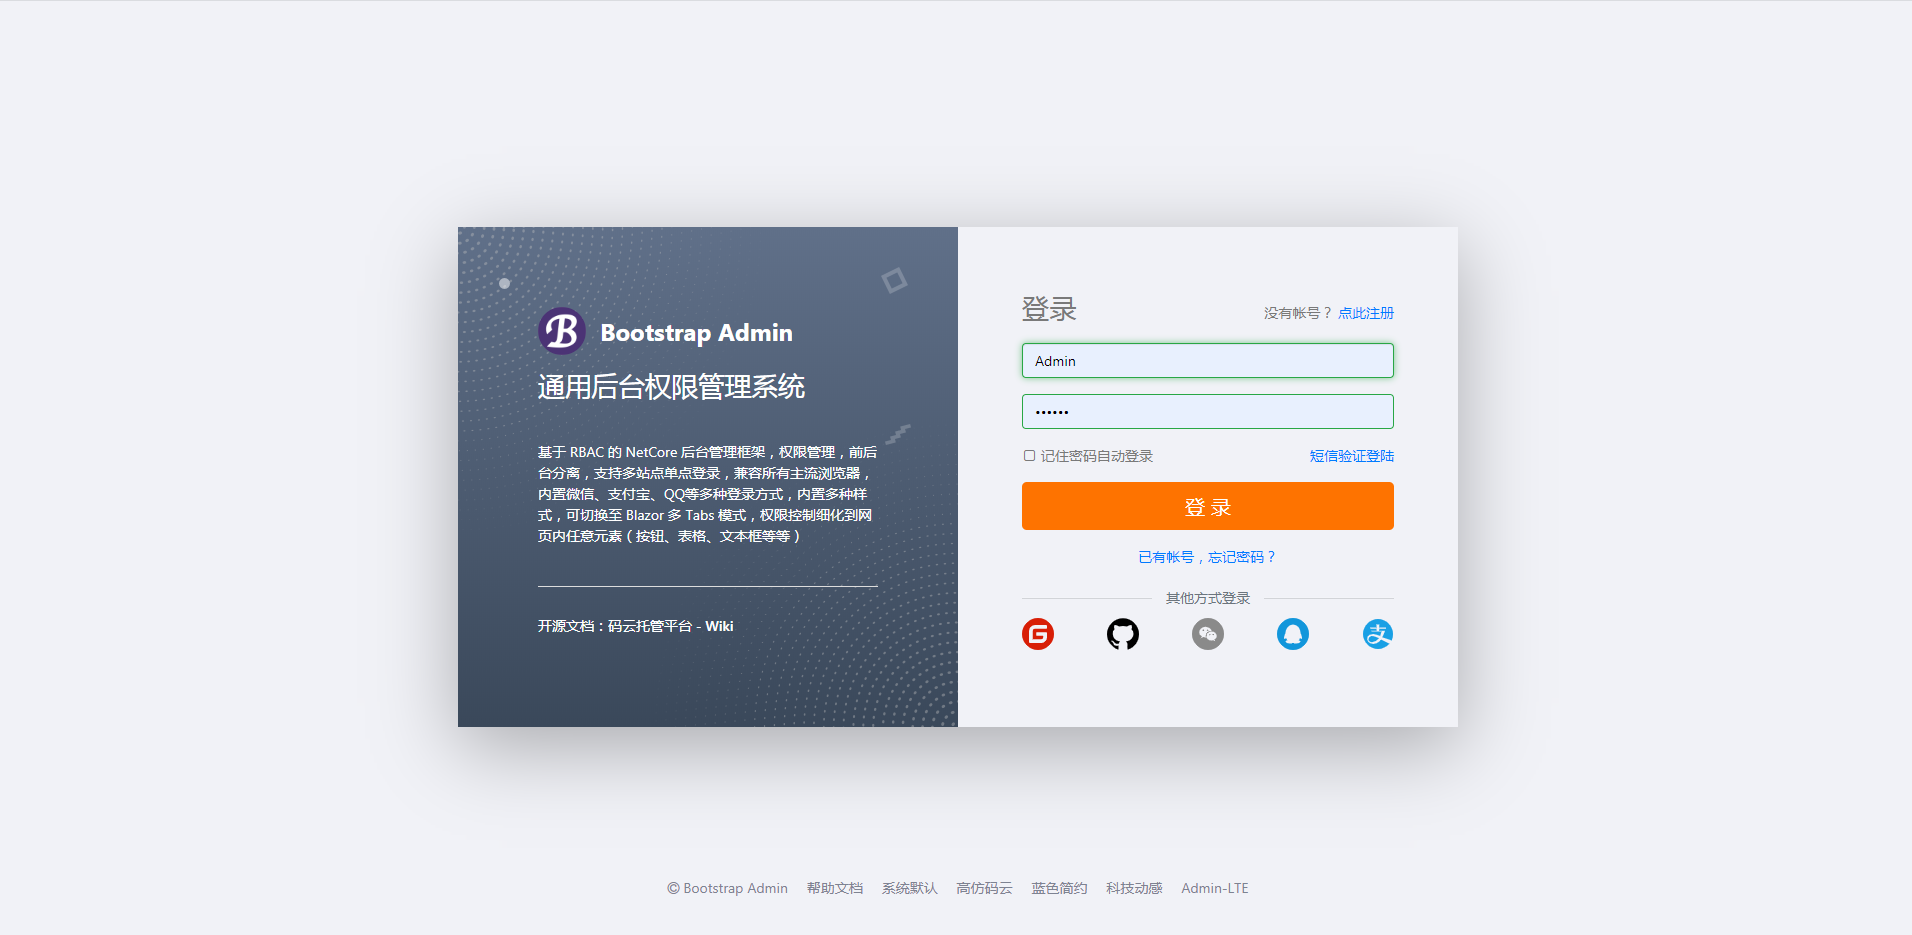 B
Bootstrap Admin
通用后台权限管理系统
基于 RBAC 的 NetCore 后台管理框架，权限管理，前后
台分离，支持多站点单点登录，兼容所有主流浏览器，
内置微信、支付宝、QQ等多种登录方式，内置多种样
式，可切换至 Blazor 多 Tabs 模式，权限控制细化到网
页内任意元素（按钮、表格、文本框等等）
开源文档：码云托管平台 - Wiki
登录
没有帐号？ 点此注册
Admin
••••••
记住密码自动登录
短信验证登陆
登 录
已有帐号，忘记密码？
其他方式登录
G
支
© Bootstrap Admin 帮助文档 系统默认 高仿码云 蓝色简约 科技动感 Admin-LTE